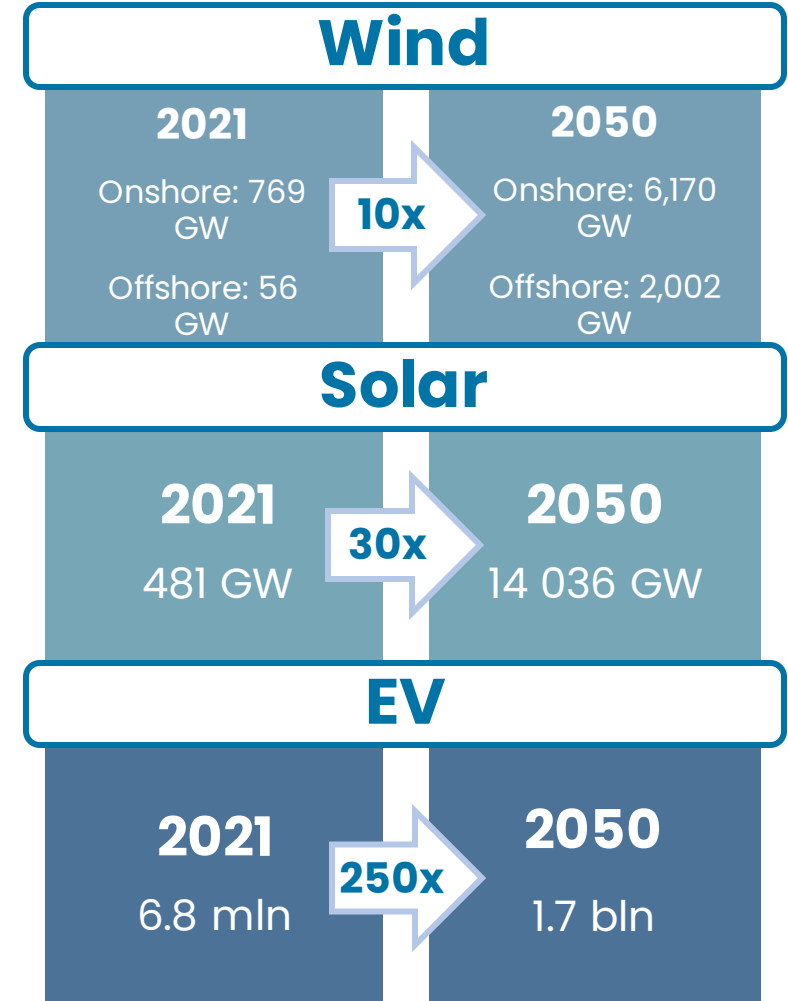 Wind
2021
Onshore: 769
GW
Offshore: 56
GW
10x
2050
Onshore: 6,170
GW
Offshore: 2,002
GW
Solar
2021
481 GW
30x
2050
14 036 GW
EV
2021
6.8 mln
250x
2050
1.7 bln